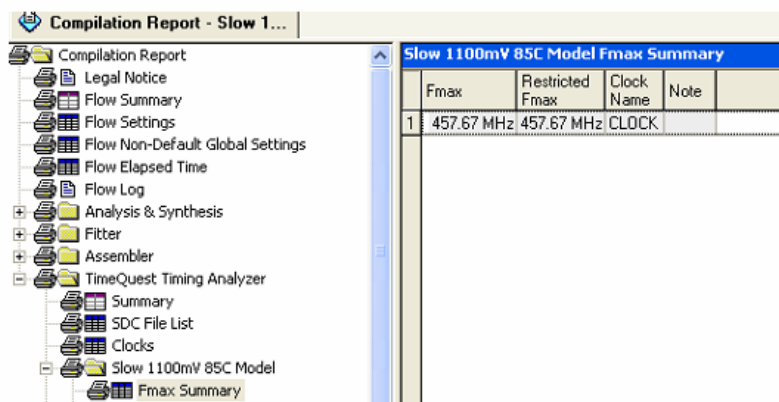 Compilation Report - Slow 1...
Compilation Report
Legal Notice
Flow Summary
Flow Settings
Flow Non-Default Global Settings
Flow Elapsed Time
Flow Log
Analysis & Synthesis
Fitter
Assembler
TimeQuest Timing Analyzer
Summary
SDC File List
Clocks
Slow 1100mV 85C Model
Fmax Summary
Slow 1100mV 85C Model Fmax Summary
Fmax Restricted Fmax Clock Name Note
1 457.67 MHz 457.67 MHz CLOCK